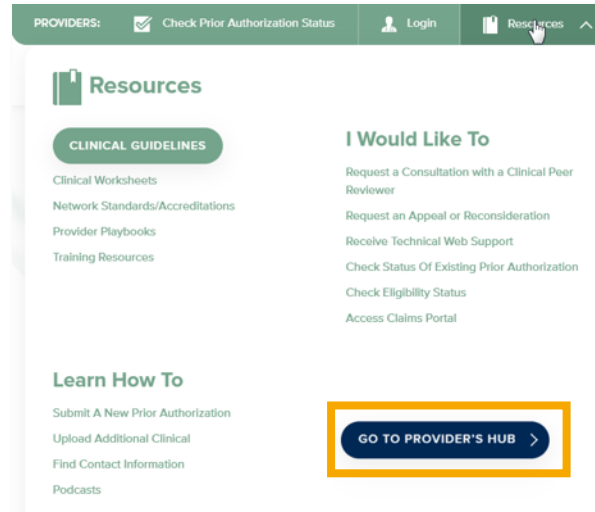 PROVIDERS: Check Prior Authorization Status Login Resources
Resources
CLINICAL GUIDELINES
Clinical Worksheets
Network Standards/Accreditations
Provider Playbooks
Training Resources
I Would Like To
Request a Consultation with a Clinical Peer
Reviewer
Request an Appeal or Reconsideration
Receive Technical Web Support
Check Status Of Existing Prior Authorization
Check Eligibility Status
Access Claims Portal
Learn How To
Submit A New Prior Authorization
Upload Additional Clinical
Find Contact Information
Podcasts
GO TO PROVIDER'S HUB